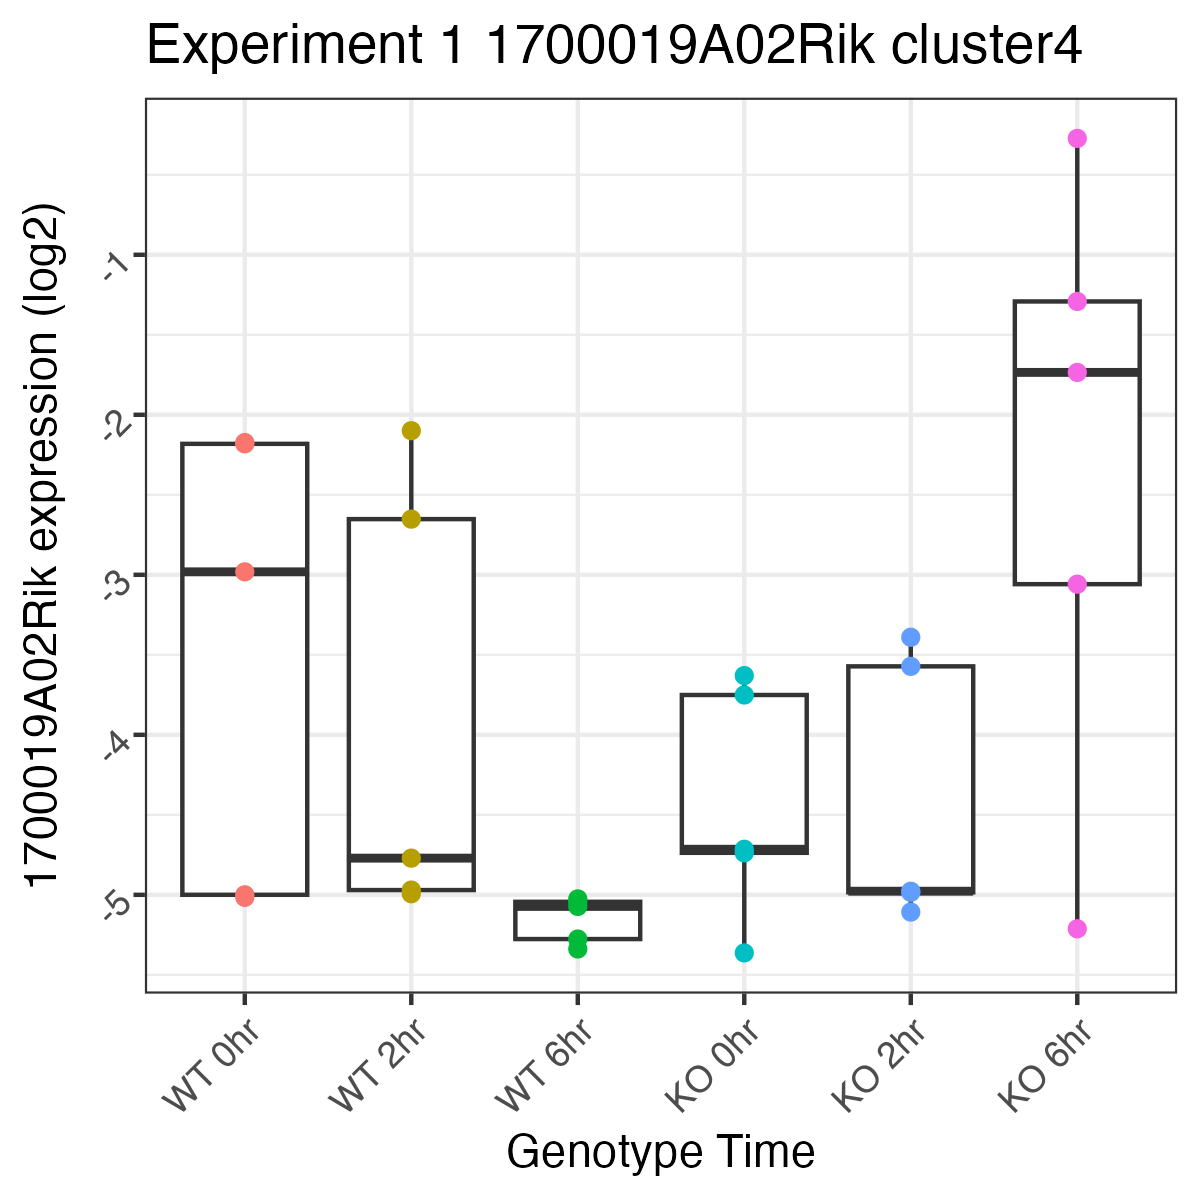 Experiment 1 1700019A02Rik cluster4
1700019A02Rik expression (log2)
-1
-2
-3
-4
-5
WT 0hr
WT 2hr
WT 6hr
KO 0hr
KO 2hr
KO 6hr
Genotype Time